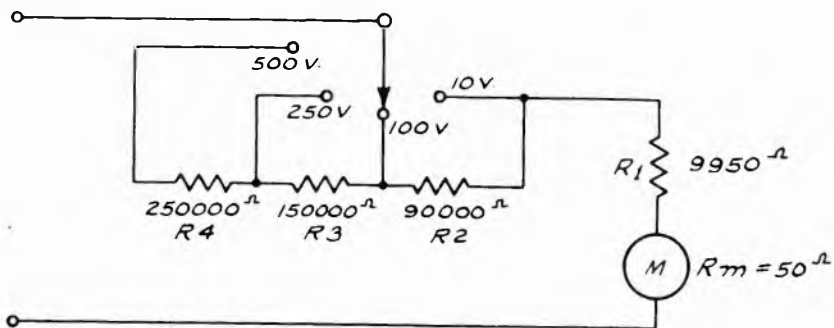 500 V.
250 V.
100 V.
10 V.
R1 9950 Ω
250000 Ω
R4
150000 Ω
R3
90000 Ω
R2
M
Rm = 50 Ω